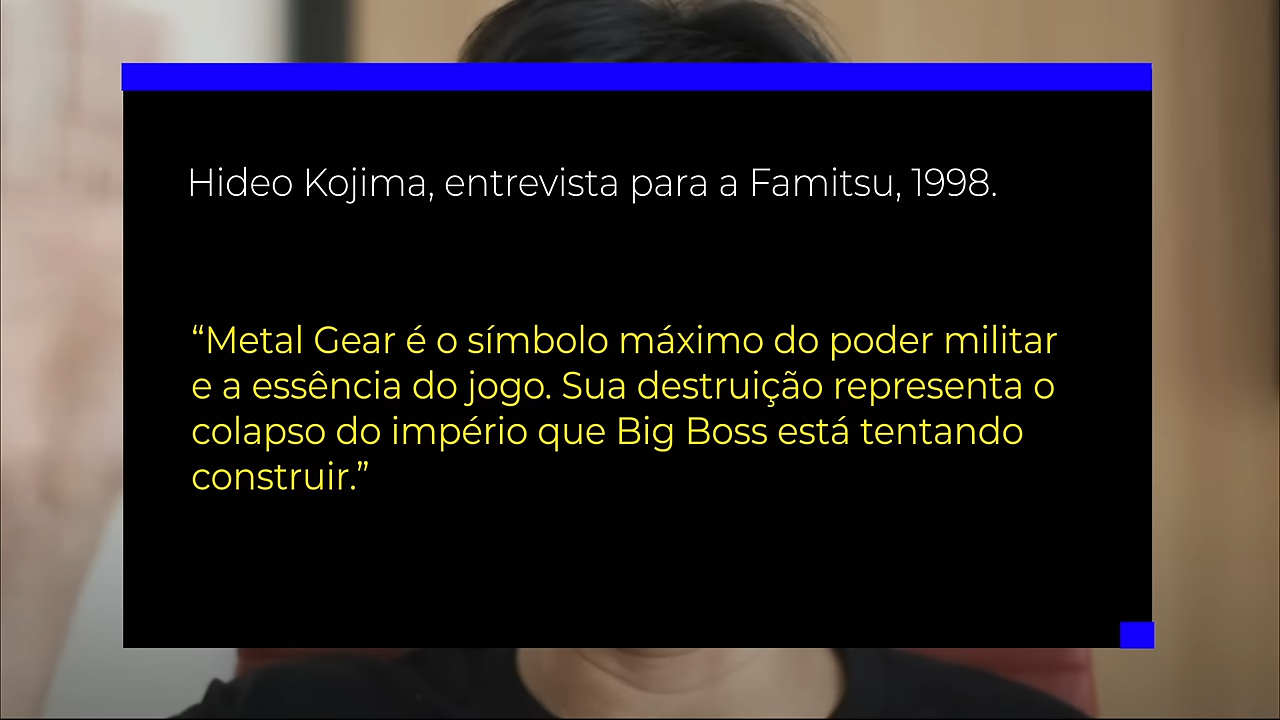 Hideo Kojima, entrevista para a Famitsu, 1998.
“Metal Gear é o símbolo máximo do poder militar
e a essência do jogo. Sua destruição representa o
colapso do império que Big Boss está tentando
construir.”